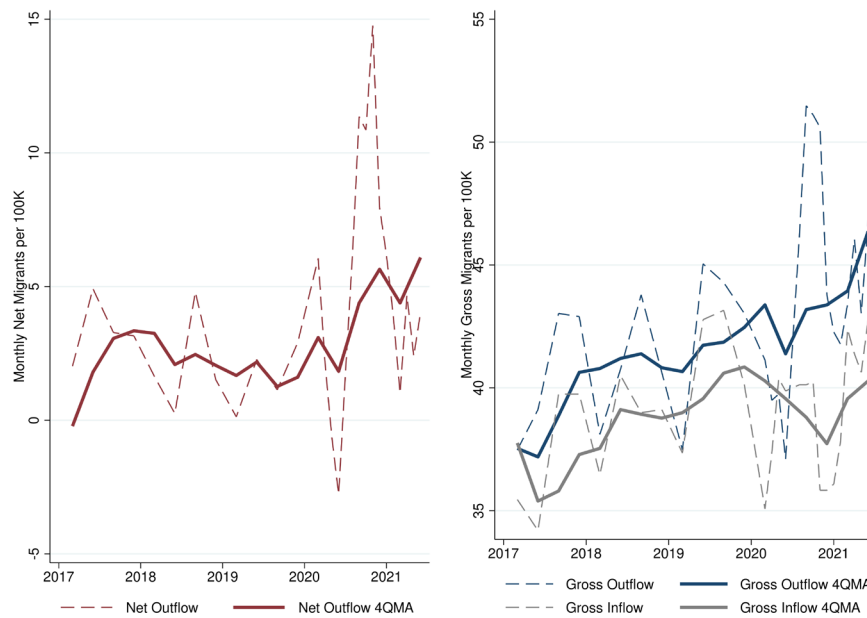 Monthly Net Migrants per 100K
15
10
5
0
-5
2017 2018 2019 2020 2021
Net Outflow Net Outflow 4QMA
Monthly Gross Migrants per 100K
55
50
45
40
35
2017 2018 2019 2020 2021
Gross Outflow Gross Outflow 4QMA
Gross Inflow Gross Inflow 4QMA